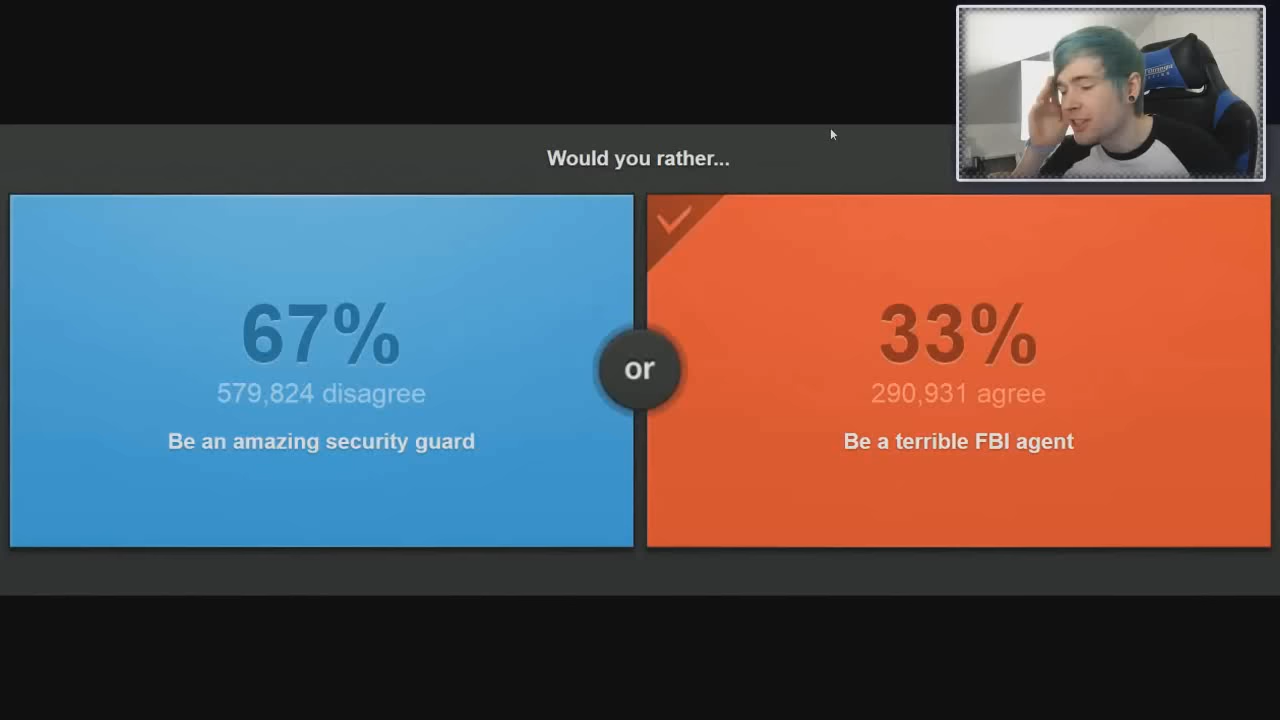 Would you rather...
67%
579,824 disagree
Be an amazing security guard
or
33%
290,931 agree
Be a terrible FBI agent